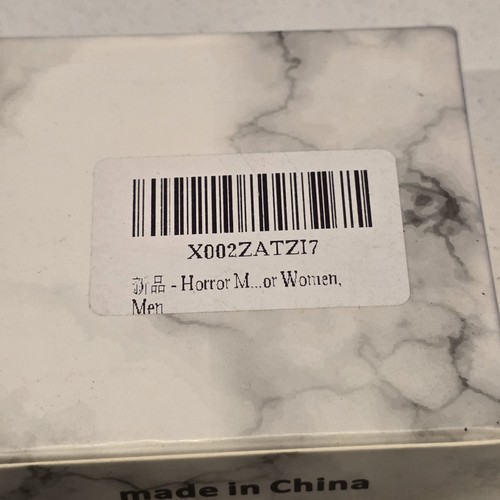 X002ZATZI7
新品 - Horror M...or Women,
Men
made in China